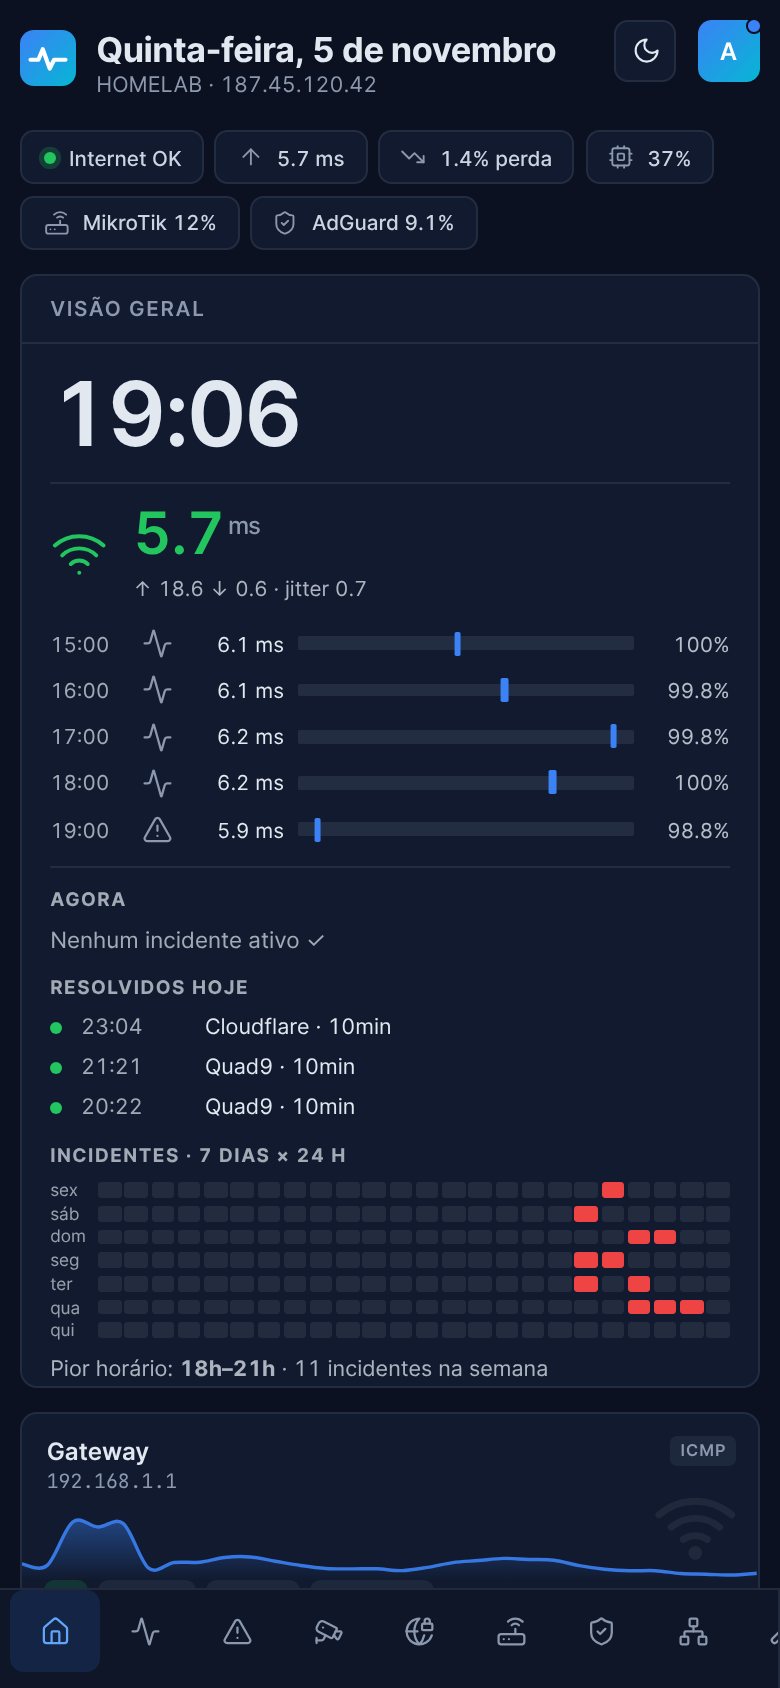 Quinta-feira, 5 de novembro
HOMELAB · 187.45.120.42
A
Internet OK
↑ 5.7 ms
1.4% perda
37%
MikroTik 12%
AdGuard 9.1%
VISÃO GERAL
19:06
5.7 ms
↑ 18.6 ↓ 0.6 · jitter 0.7
15:00 6.1 ms 100%
16:00 6.1 ms 99.8%
17:00 6.2 ms 99.8%
18:00 6.2 ms 100%
19:00 5.9 ms 98.8%
AGORA
Nenhum incidente ativo ✓
RESOLVIDOS HOJE
23:04 Cloudflare · 10min
21:21 Quad9 · 10min
20:22 Quad9 · 10min
INCIDENTES · 7 DIAS × 24 H
sex
sáb
dom
seg
ter
qua
qui
Pior horário: 18h–21h · 11 incidentes na semana
Gateway
ICMP
192.168.1.1